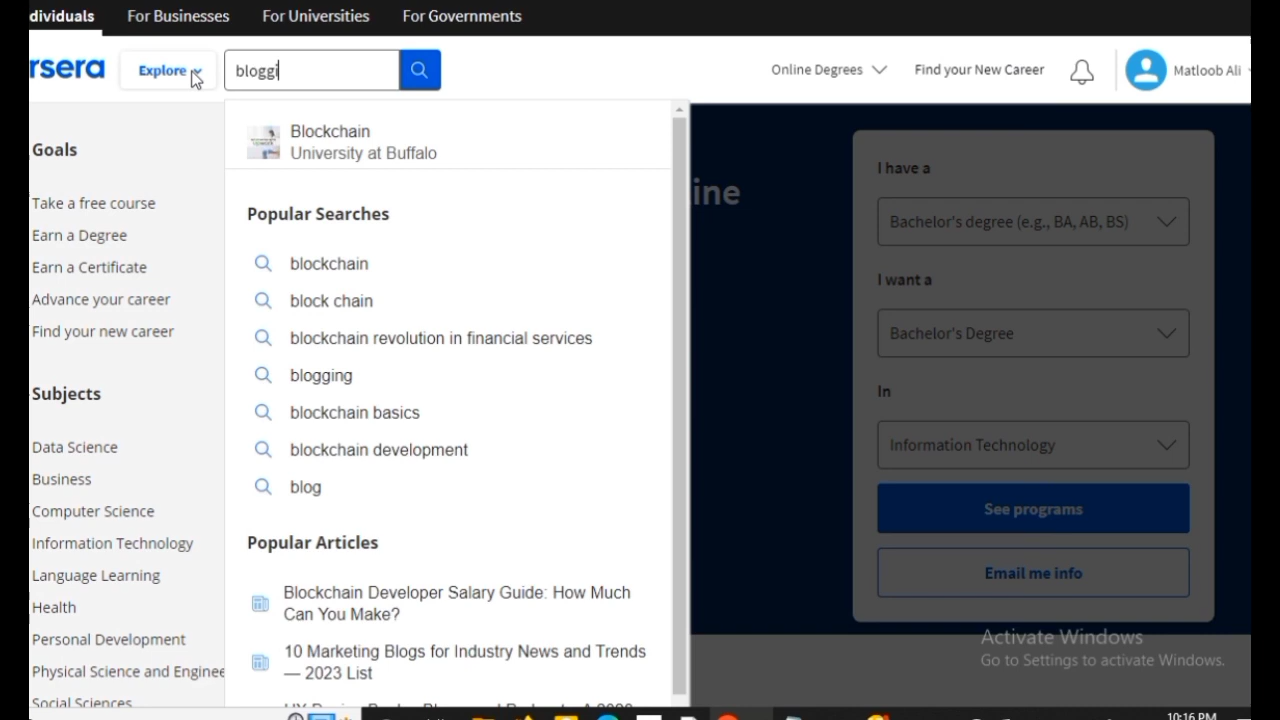 dividuals For Businesses For Universities For Governments
rsera Explore bloggi Online Degrees Find your New Career Matloob Ali
Goals
Take a free course
Earn a Degree
Earn a Certificate
Advance your career
Find your new career
Subjects
Data Science
Business
Computer Science
Information Technology
Language Learning
Health
Personal Development
Physical Science and Enginee
Social Sciences
Blockchain
University at Buffalo
Popular Searches
blockchain
block chain
blockchain revolution in financial services
blogging
blockchain basics
blockchain development
blog
Popular Articles
Blockchain Developer Salary Guide: How Much
Can You Make?
10 Marketing Blogs for Industry News and Trends
— 2023 List
ine
I have a
Bachelor's degree (e.g., BA, AB, BS)
I want a
Bachelor's Degree
In
Information Technology
See programs
Email me info
Activate Windows
Go to Settings to activate Windows.
10:16 PM